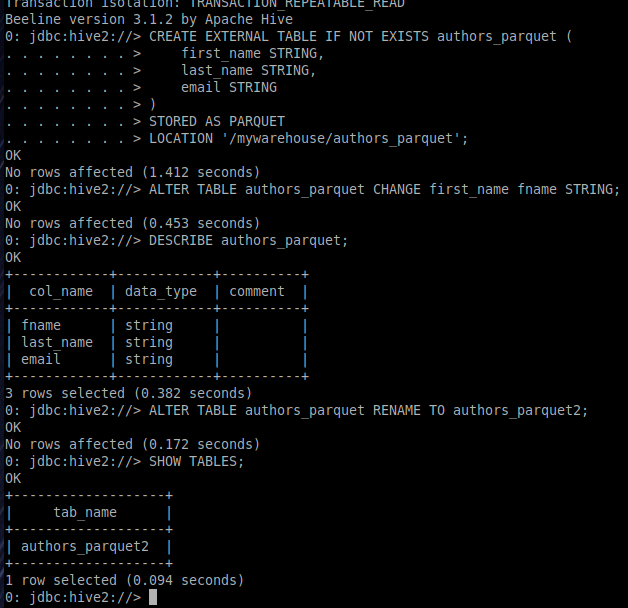 Transaction isolation: TRANSACTION_REPEATABLE_READ
Beeline version 3.1.2 by Apache Hive
0: jdbc:hive2://> CREATE EXTERNAL TABLE IF NOT EXISTS authors_parquet (
. . . . . . . . >     first_name STRING,
. . . . . . . . >     last_name STRING,
. . . . . . . . >     email STRING
. . . . . . . . > )
. . . . . . . . > STORED AS PARQUET
. . . . . . . . > LOCATION '/mywarehouse/authors_parquet';
OK
No rows affected (1.412 seconds)
0: jdbc:hive2://> ALTER TABLE authors_parquet CHANGE first_name fname STRING;
OK
No rows affected (0.453 seconds)
0: jdbc:hive2://> DESCRIBE authors_parquet;
OK
+------------+------------+----------+
|  col_name  | data_type  | comment  |
+------------+------------+----------+
| fname      | string     |          |
| last_name  | string     |          |
| email      | string     |          |
+------------+------------+----------+
3 rows selected (0.382 seconds)
0: jdbc:hive2://> ALTER TABLE authors_parquet RENAME TO authors_parquet2;
OK
No rows affected (0.172 seconds)
0: jdbc:hive2://> SHOW TABLES;
OK
+-------------------+
|     tab_name      |
+-------------------+
| authors_parquet2  |
+-------------------+
1 row selected (0.094 seconds)
0: jdbc:hive2://>